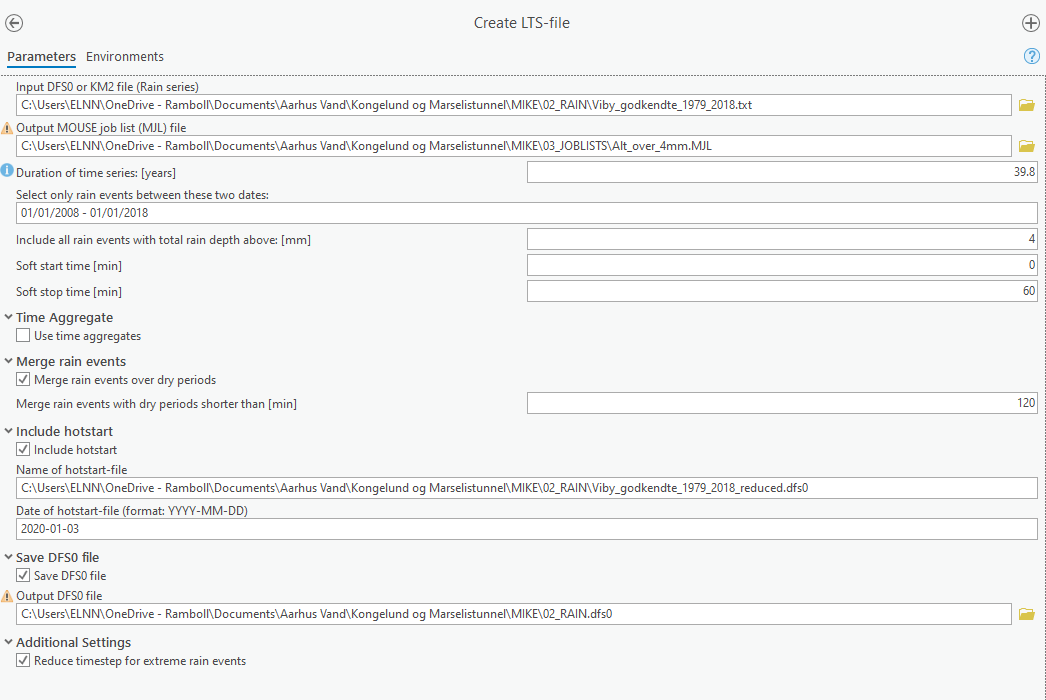 Create LTS-file
Parameters Environments
Input DFS0 or KM2 file (Rain series)
C:\Users\ELNN\OneDrive - Ramboll\Documents\Aarhus Vand\Kongelund og Marselistunnel\MIKE\02_RAIN\Viby_godkendte_1979_2018.txt
Output MOUSE job list (MJL) file
C:\Users\ELNN\OneDrive - Ramboll\Documents\Aarhus Vand\Kongelund og Marselistunnel\MIKE\03_JOBLISTS\Alt_over_4mm.MJL
Duration of time series: [years] 39.8
Select only rain events between these two dates:
01/01/2008 - 01/01/2018
Include all rain events with total rain depth above: [mm] 4
Soft start time [min] 0
Soft stop time [min] 60
Time Aggregate
Use time aggregates
Merge rain events
Merge rain events over dry periods
Merge rain events with dry periods shorter than [min] 120
Include hotstart
Include hotstart
Name of hotstart-file
C:\Users\ELNN\OneDrive - Ramboll\Documents\Aarhus Vand\Kongelund og Marselistunnel\MIKE\02_RAIN\Viby_godkendte_1979_2018_reduced.dfs0
Date of hotstart-file (format: YYYY-MM-DD)
2020-01-03
Save DFS0 file
Save DFS0 file
Output DFS0 file
C:\Users\ELNN\OneDrive - Ramboll\Documents\Aarhus Vand\Kongelund og Marselistunnel\MIKE\02_RAIN.dfs0
Additional Settings
Reduce timestep for extreme rain events